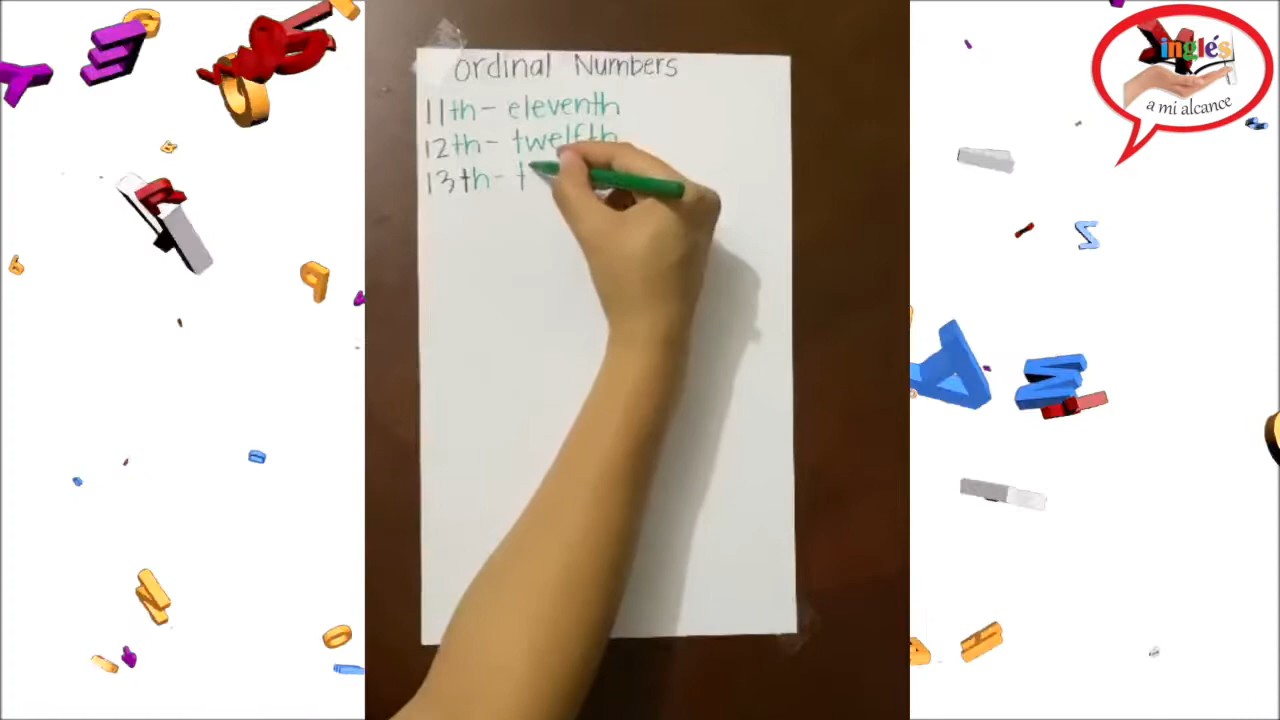 ordinal Numbers
11th - eleventh
12th - twelfth
13th - t
inglés
a mi alcance